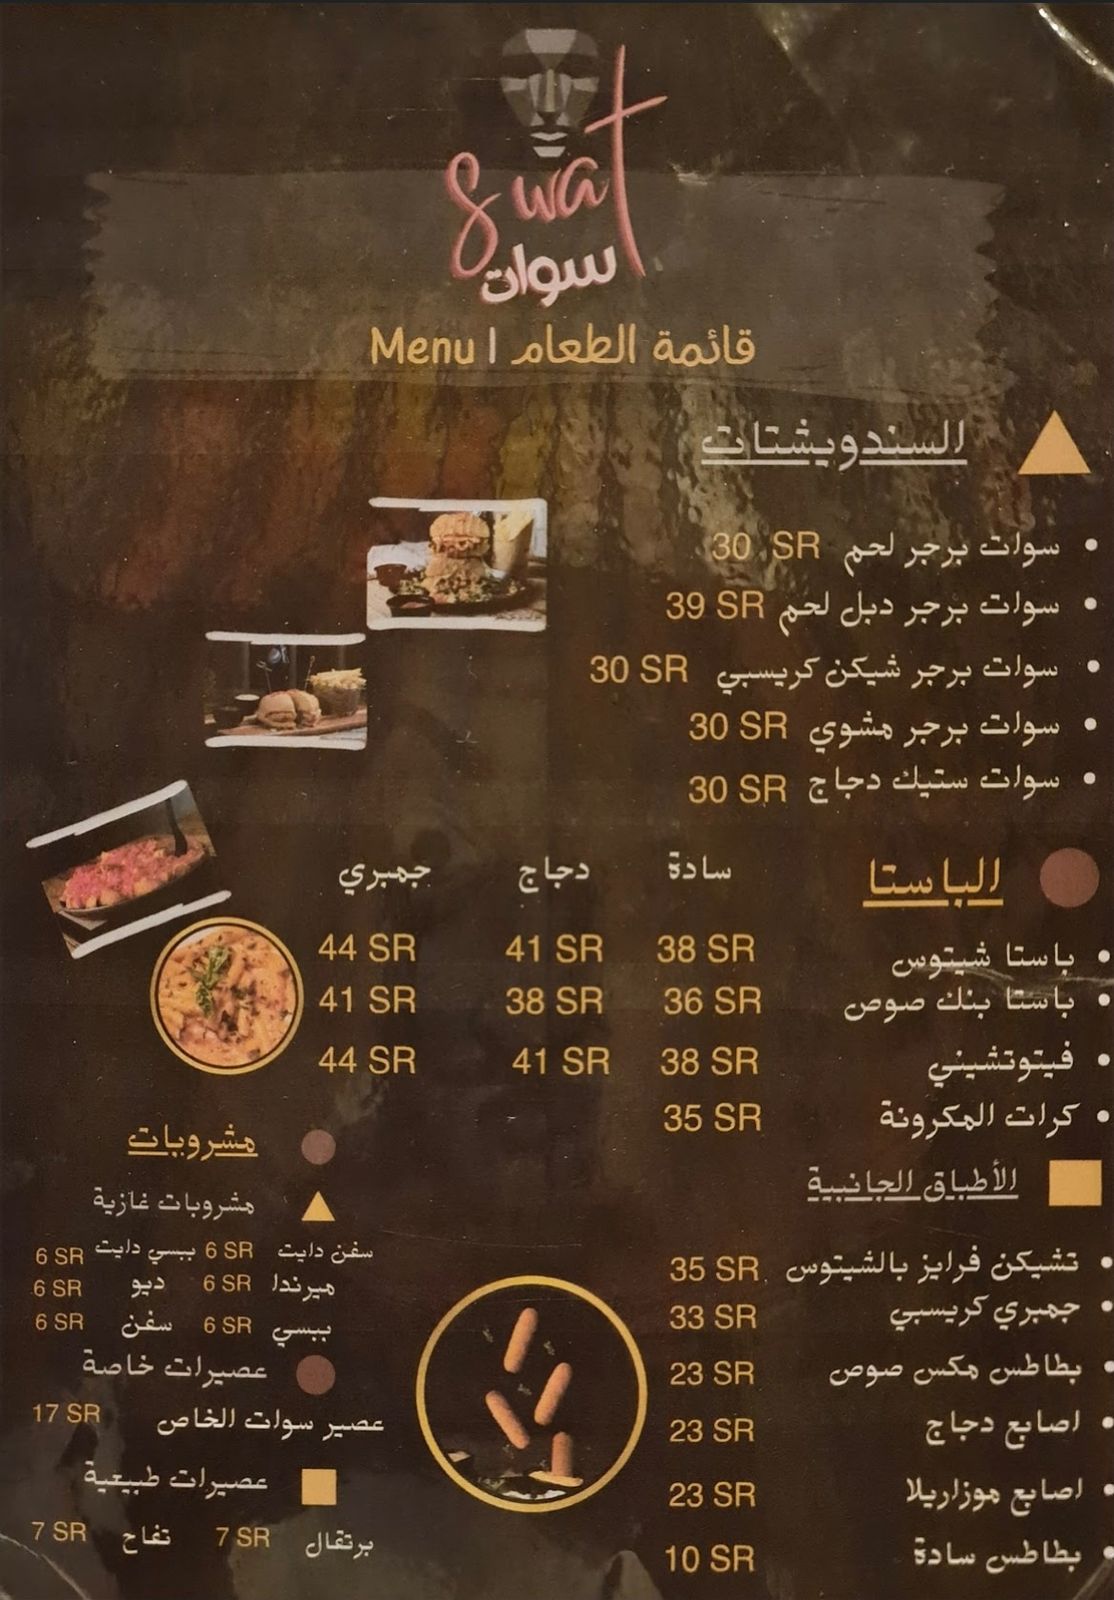 swat
سوات
قائمة الطعام | Menu
السندويشتات
سوات برجر لحم 30 SR
سوات برجر دبل لحم 39 SR
سوات برجر شيكن كريسبي 30 SR
سوات برجر مشوي 30 SR
سوات ستيك دجاج 30 SR
الباستا سادة دجاج جمبري
باستا شيتوس 38 SR 41 SR 44 SR
باستا بنك صوص 36 SR 38 SR 41 SR
فيتوتشيني 38 SR 41 SR 44 SR
كرات المكرونة 35 SR
الأطباق الجانبية
تشيكن فرايز بالشيتوس 35 SR
جمبري كريسبي 33 SR
بطاطس مكس صوص 23 SR
اصابع دجاج 23 SR
اصابع موزاريلا 23 SR
بطاطس سادة 10 SR
مشروبات
مشروبات غازية
سفن دايت 6 SR ببسي دايت 6 SR
ميرندا 6 SR ديو 6 SR
ببسي 6 SR سفن 6 SR
عصيرات خاصة
عصير سوات الخاص 17 SR
عصيرات طبيعية
برتقال 7 SR تفاح 7 SR